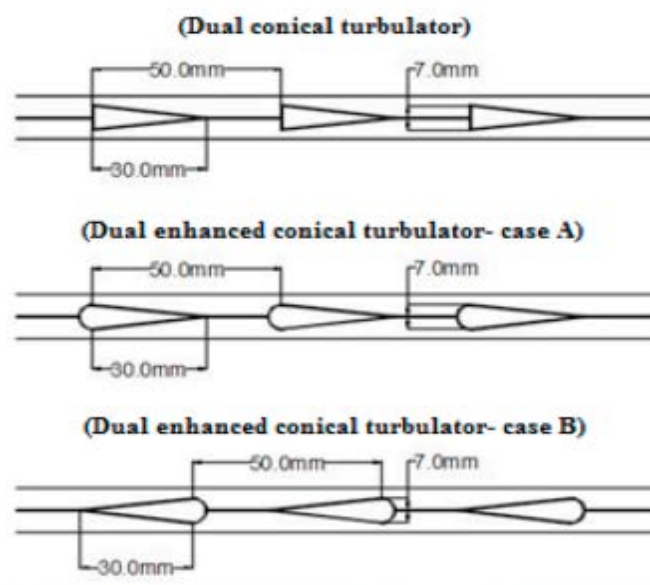 (Dual conical turbulator)
50.0mm
7.0mm
30.0mm
(Dual enhanced conical turbulator- case A)
50.0mm
7.0mm
30.0mm
(Dual enhanced conical turbulator- case B)
50.0mm
7.0mm
30.0mm